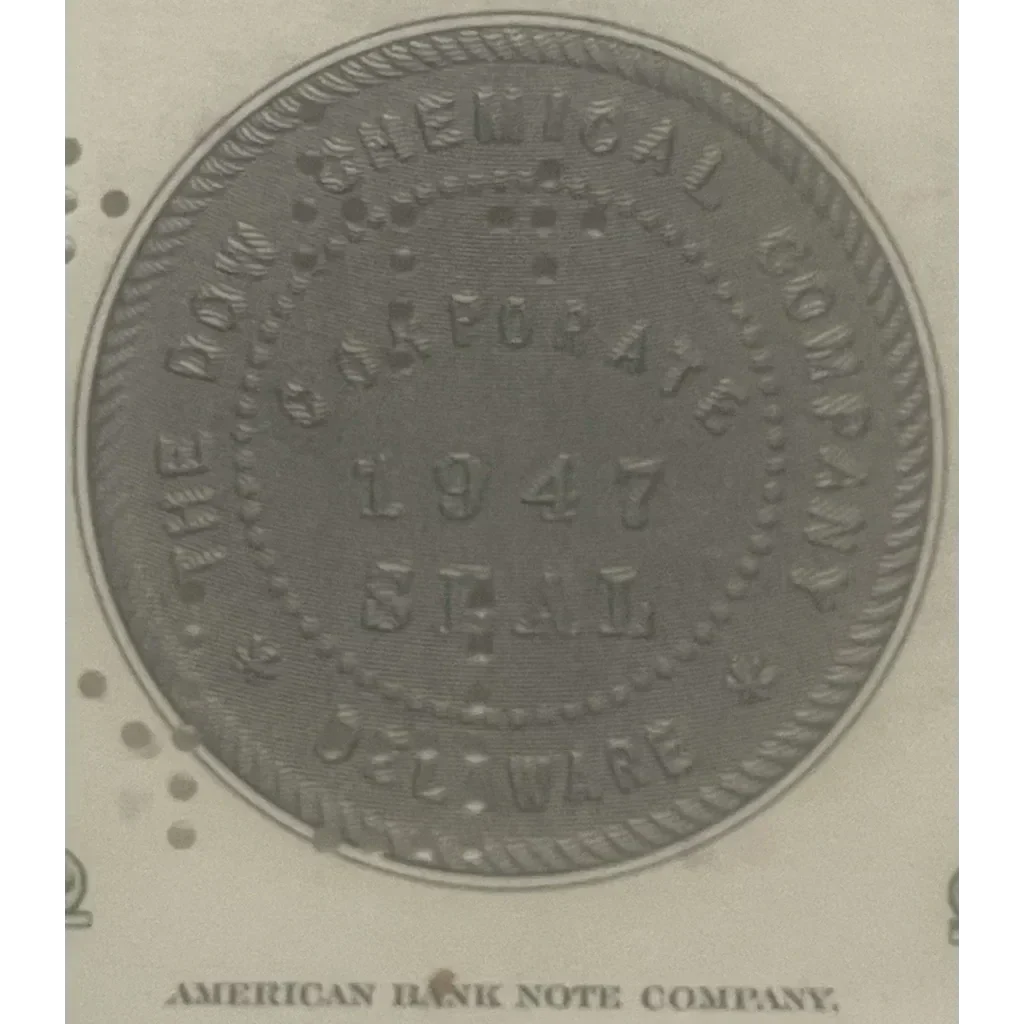 THE DOW CHEMICAL COMPANY
CORPORATE
1947
SEAL
DELAWARE
AMERICAN BANK NOTE COMPANY.